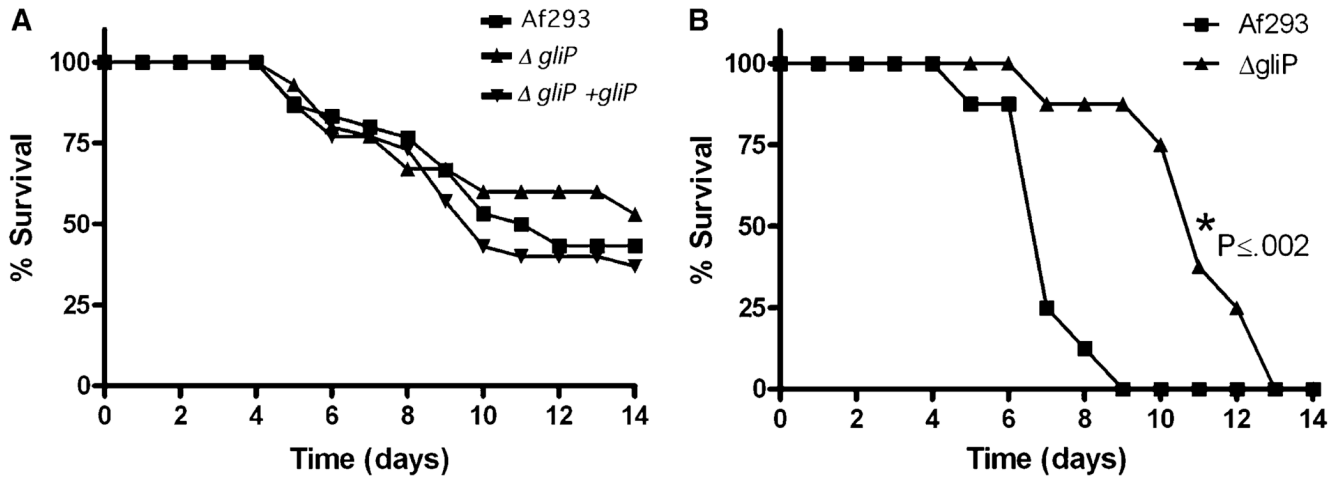 A
Af293
Δ gliP
Δ gliP +gliP
100
75
50
25
0
% Survival
0 2 4 6 8 10 12 14
Time (days)
B
Af293
ΔgliP
100
75
50
25
0
% Survival
*
P≤.002
0 2 4 6 8 10 12 14
Time (days)